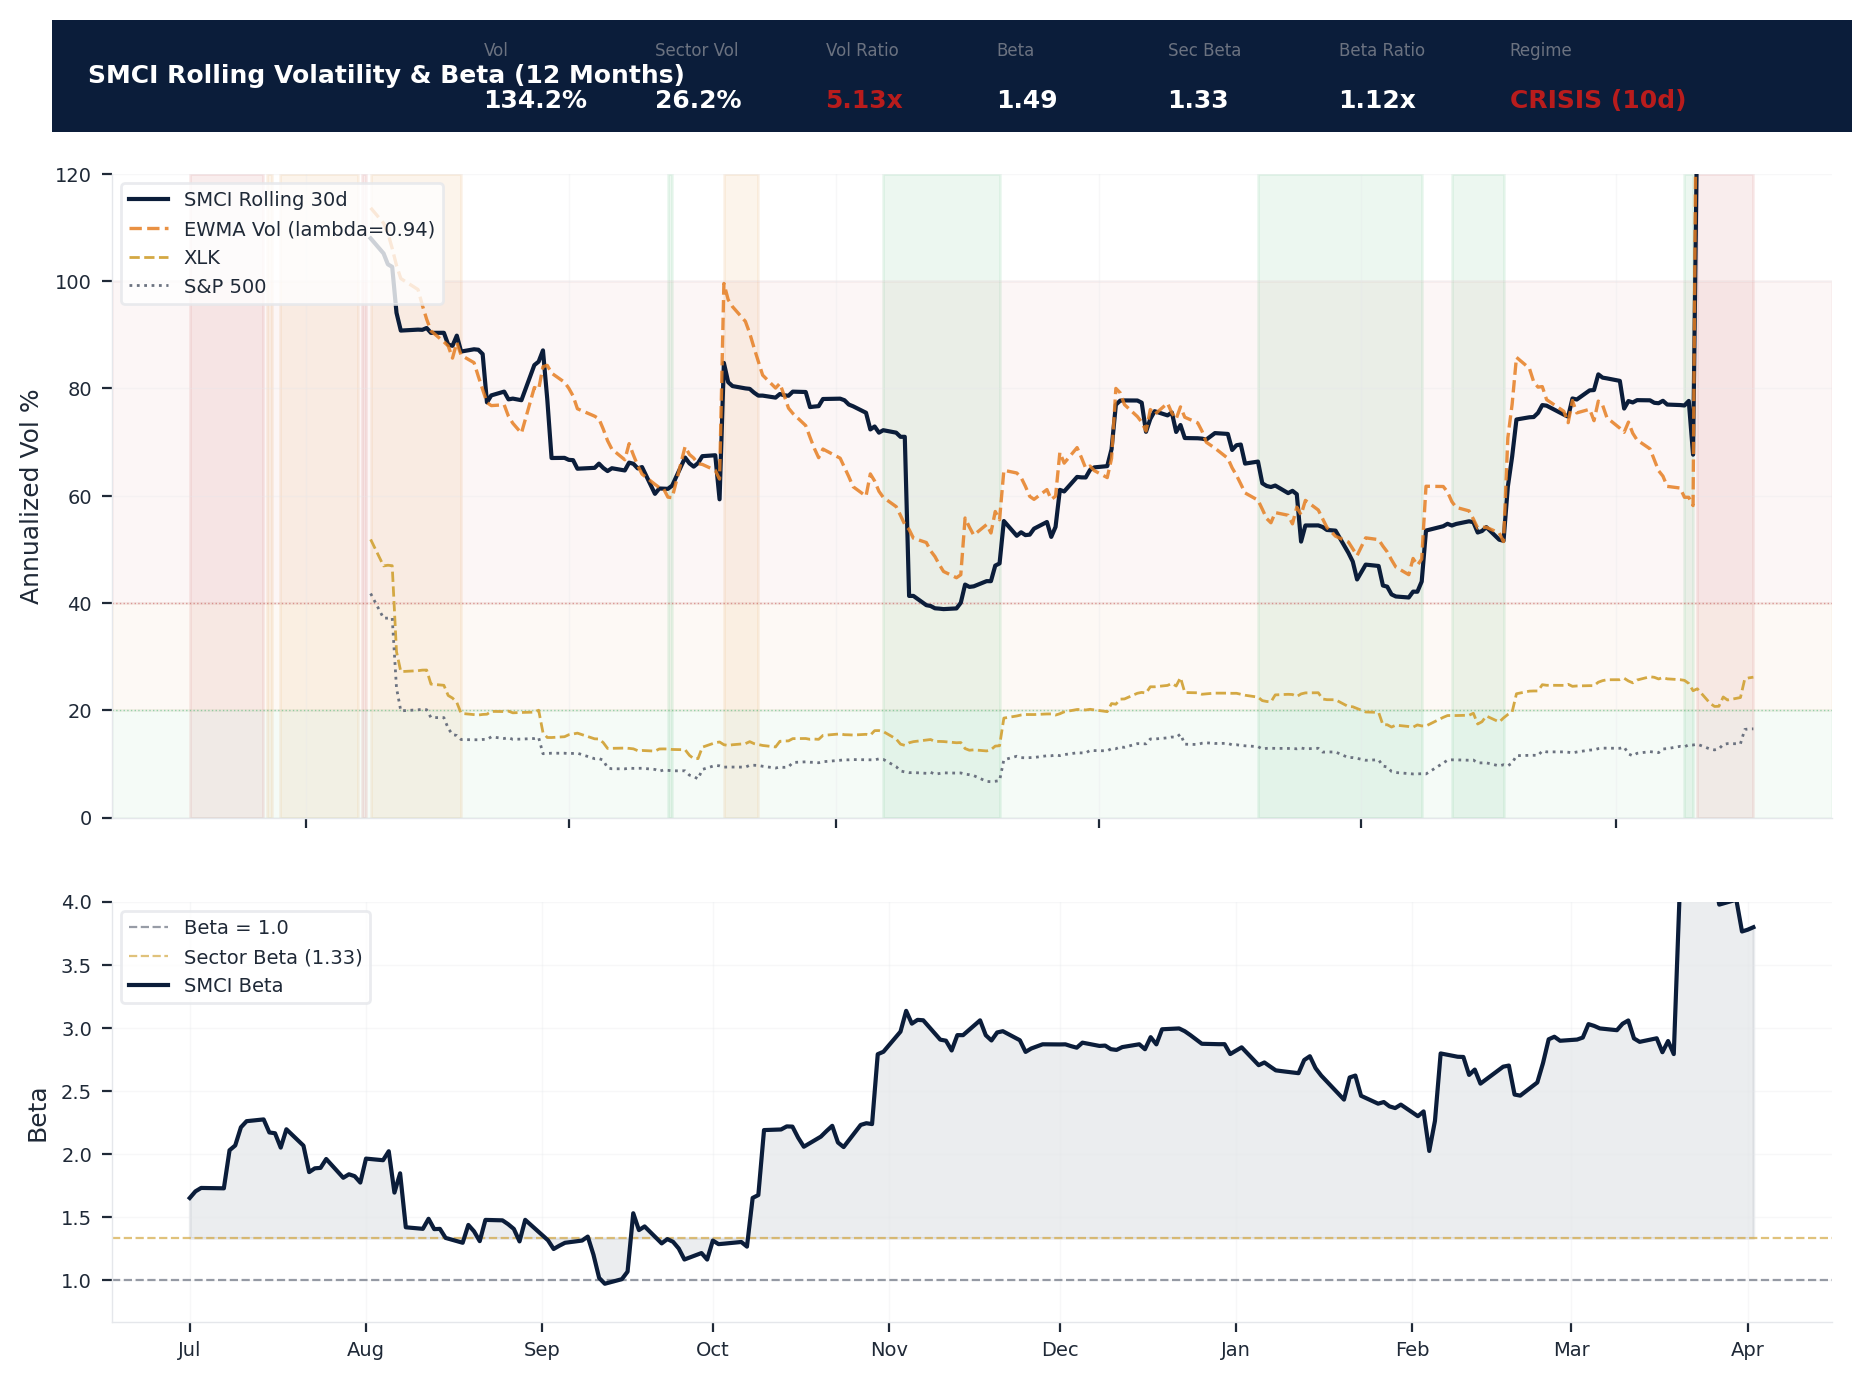 Vol Sector Vol Vol Ratio Beta Sec Beta Beta Ratio Regime
SMCI Rolling Volatility & Beta (12 Months)
134.2% 26.2% 5.13x 1.49 1.33 1.12x CRISIS (10d)
120
100
80
60
40
20
0
Annualized Vol %
SMCI Rolling 30d
EWMA Vol (lambda=0.94)
XLK
S&P 500
4.0
3.5
3.0
2.5
2.0
1.5
1.0
Beta
Beta = 1.0
Sector Beta (1.33)
SMCI Beta
Jul Aug Sep Oct Nov Dec Jan Feb Mar Apr